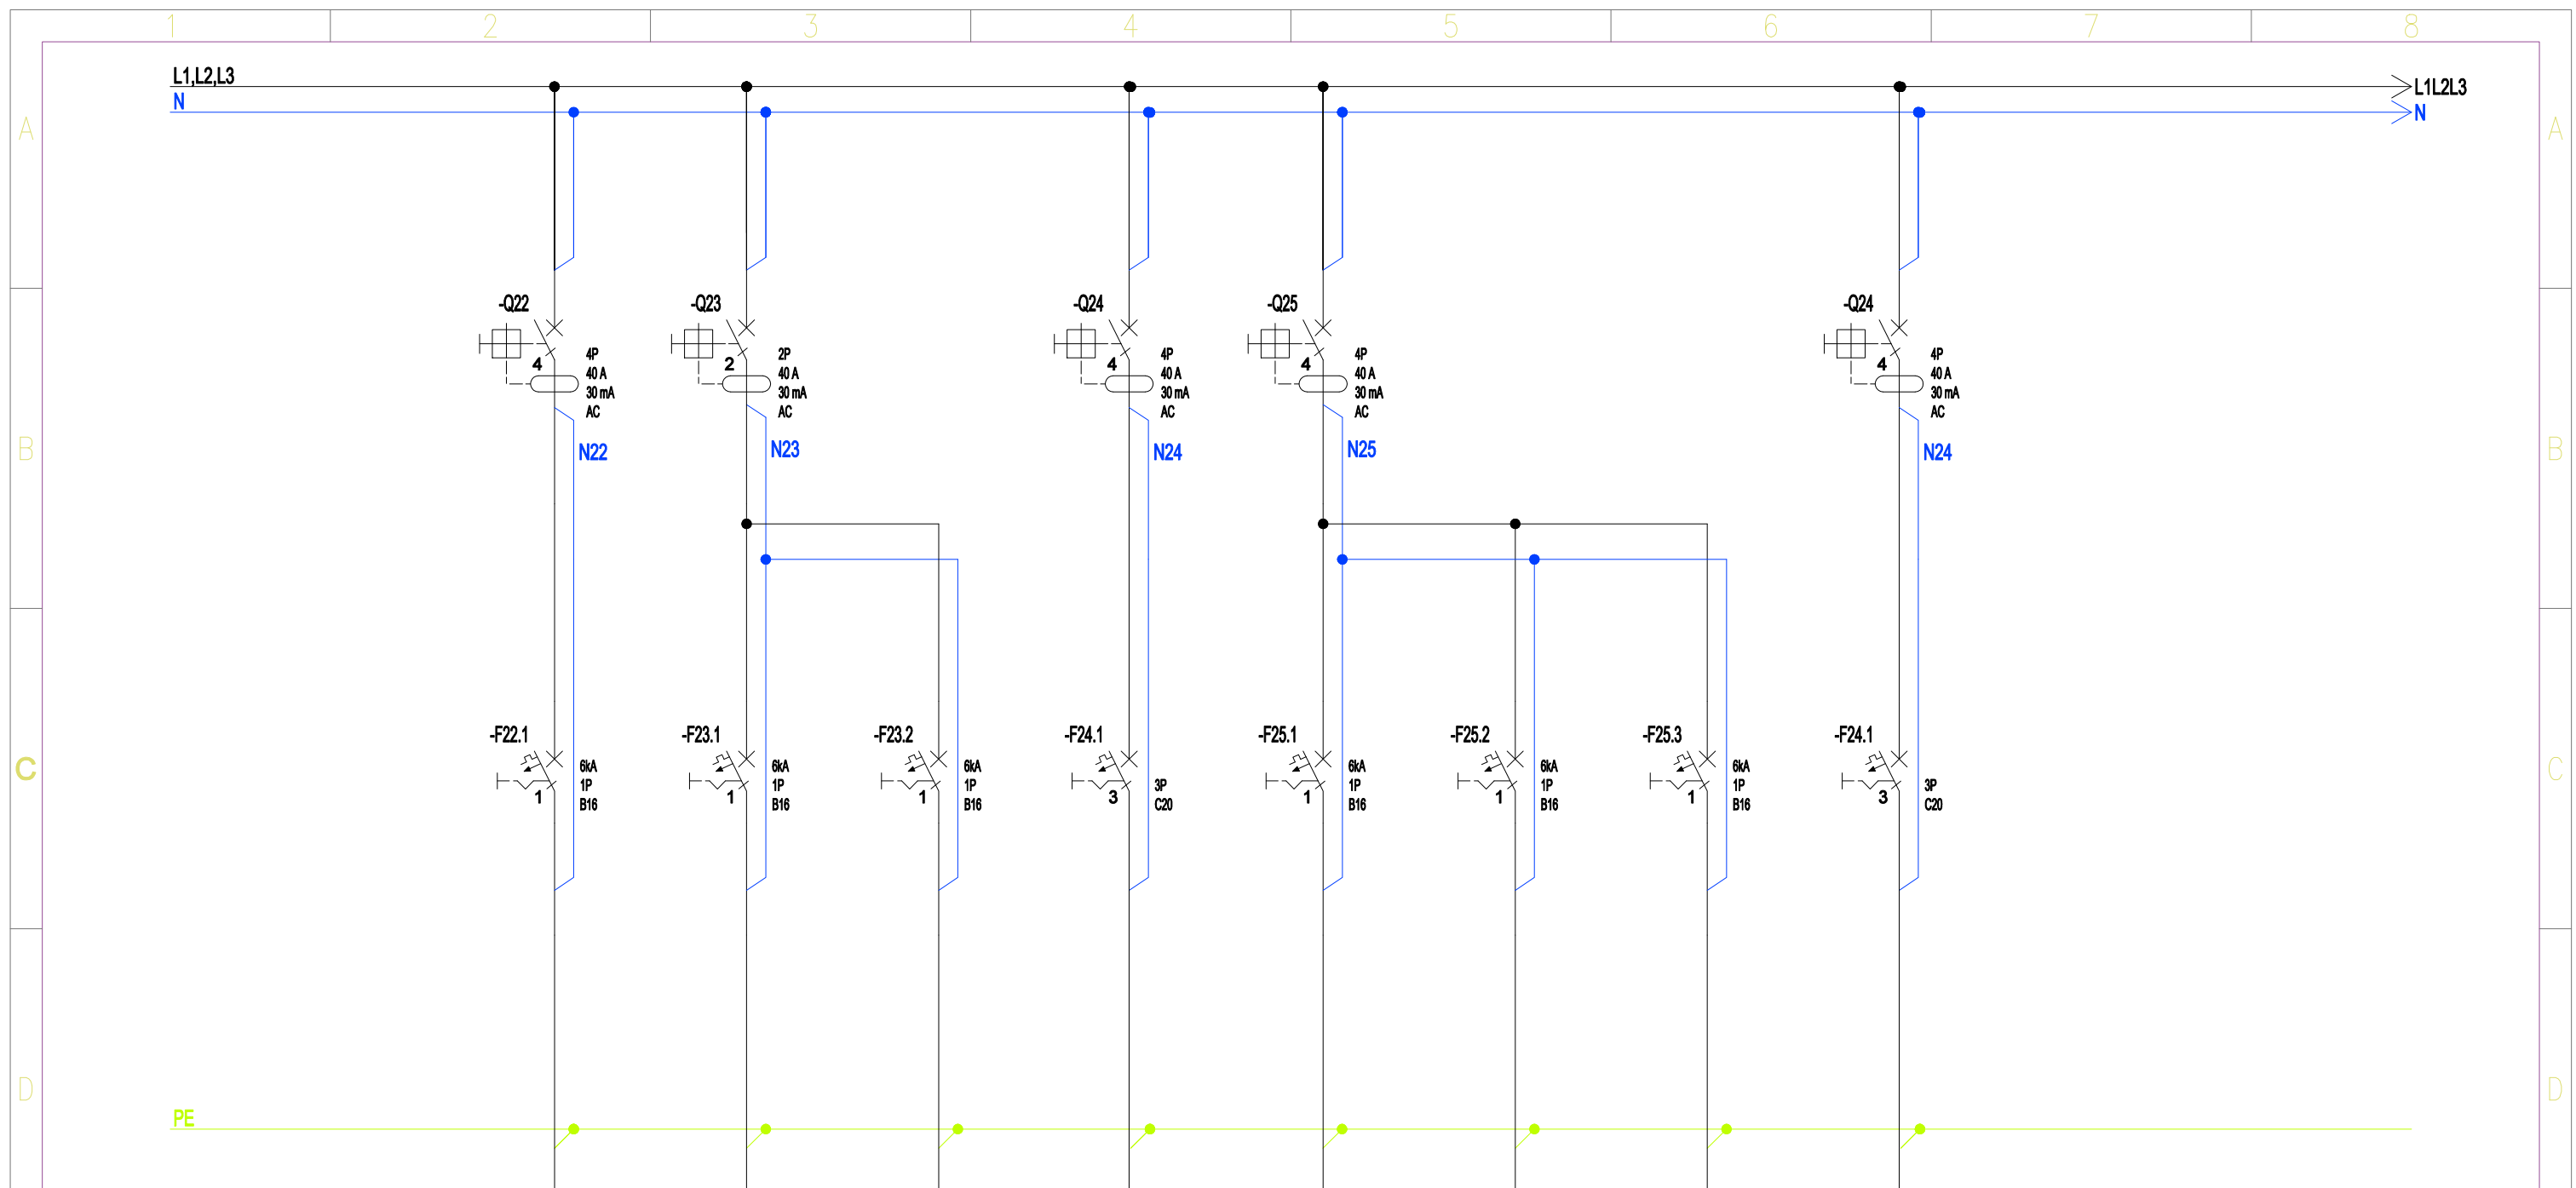 1 2 3 4 5 6 7 8
L1,L2,L3
L1L2L3
N
N
A
A
-Q22
4
4P
40 A
30 mA
AC
N22
-Q23
2
2P
40 A
30 mA
AC
N23
-Q24
4
4P
40 A
30 mA
AC
N24
-Q25
4
4P
40 A
30 mA
AC
N25
-Q24
4
4P
40 A
30 mA
AC
N24
B
B
-F22.1
1
6kA
1P
B16
-F23.1
1
6kA
1P
B16
-F23.2
1
6kA
1P
B16
-F24.1
3
3P
C20
-F25.1
1
6kA
1P
B16
-F25.2
1
6kA
1P
B16
-F25.3
1
6kA
1P
B16
-F24.1
3
3P
C20
C
C
D
D
PE